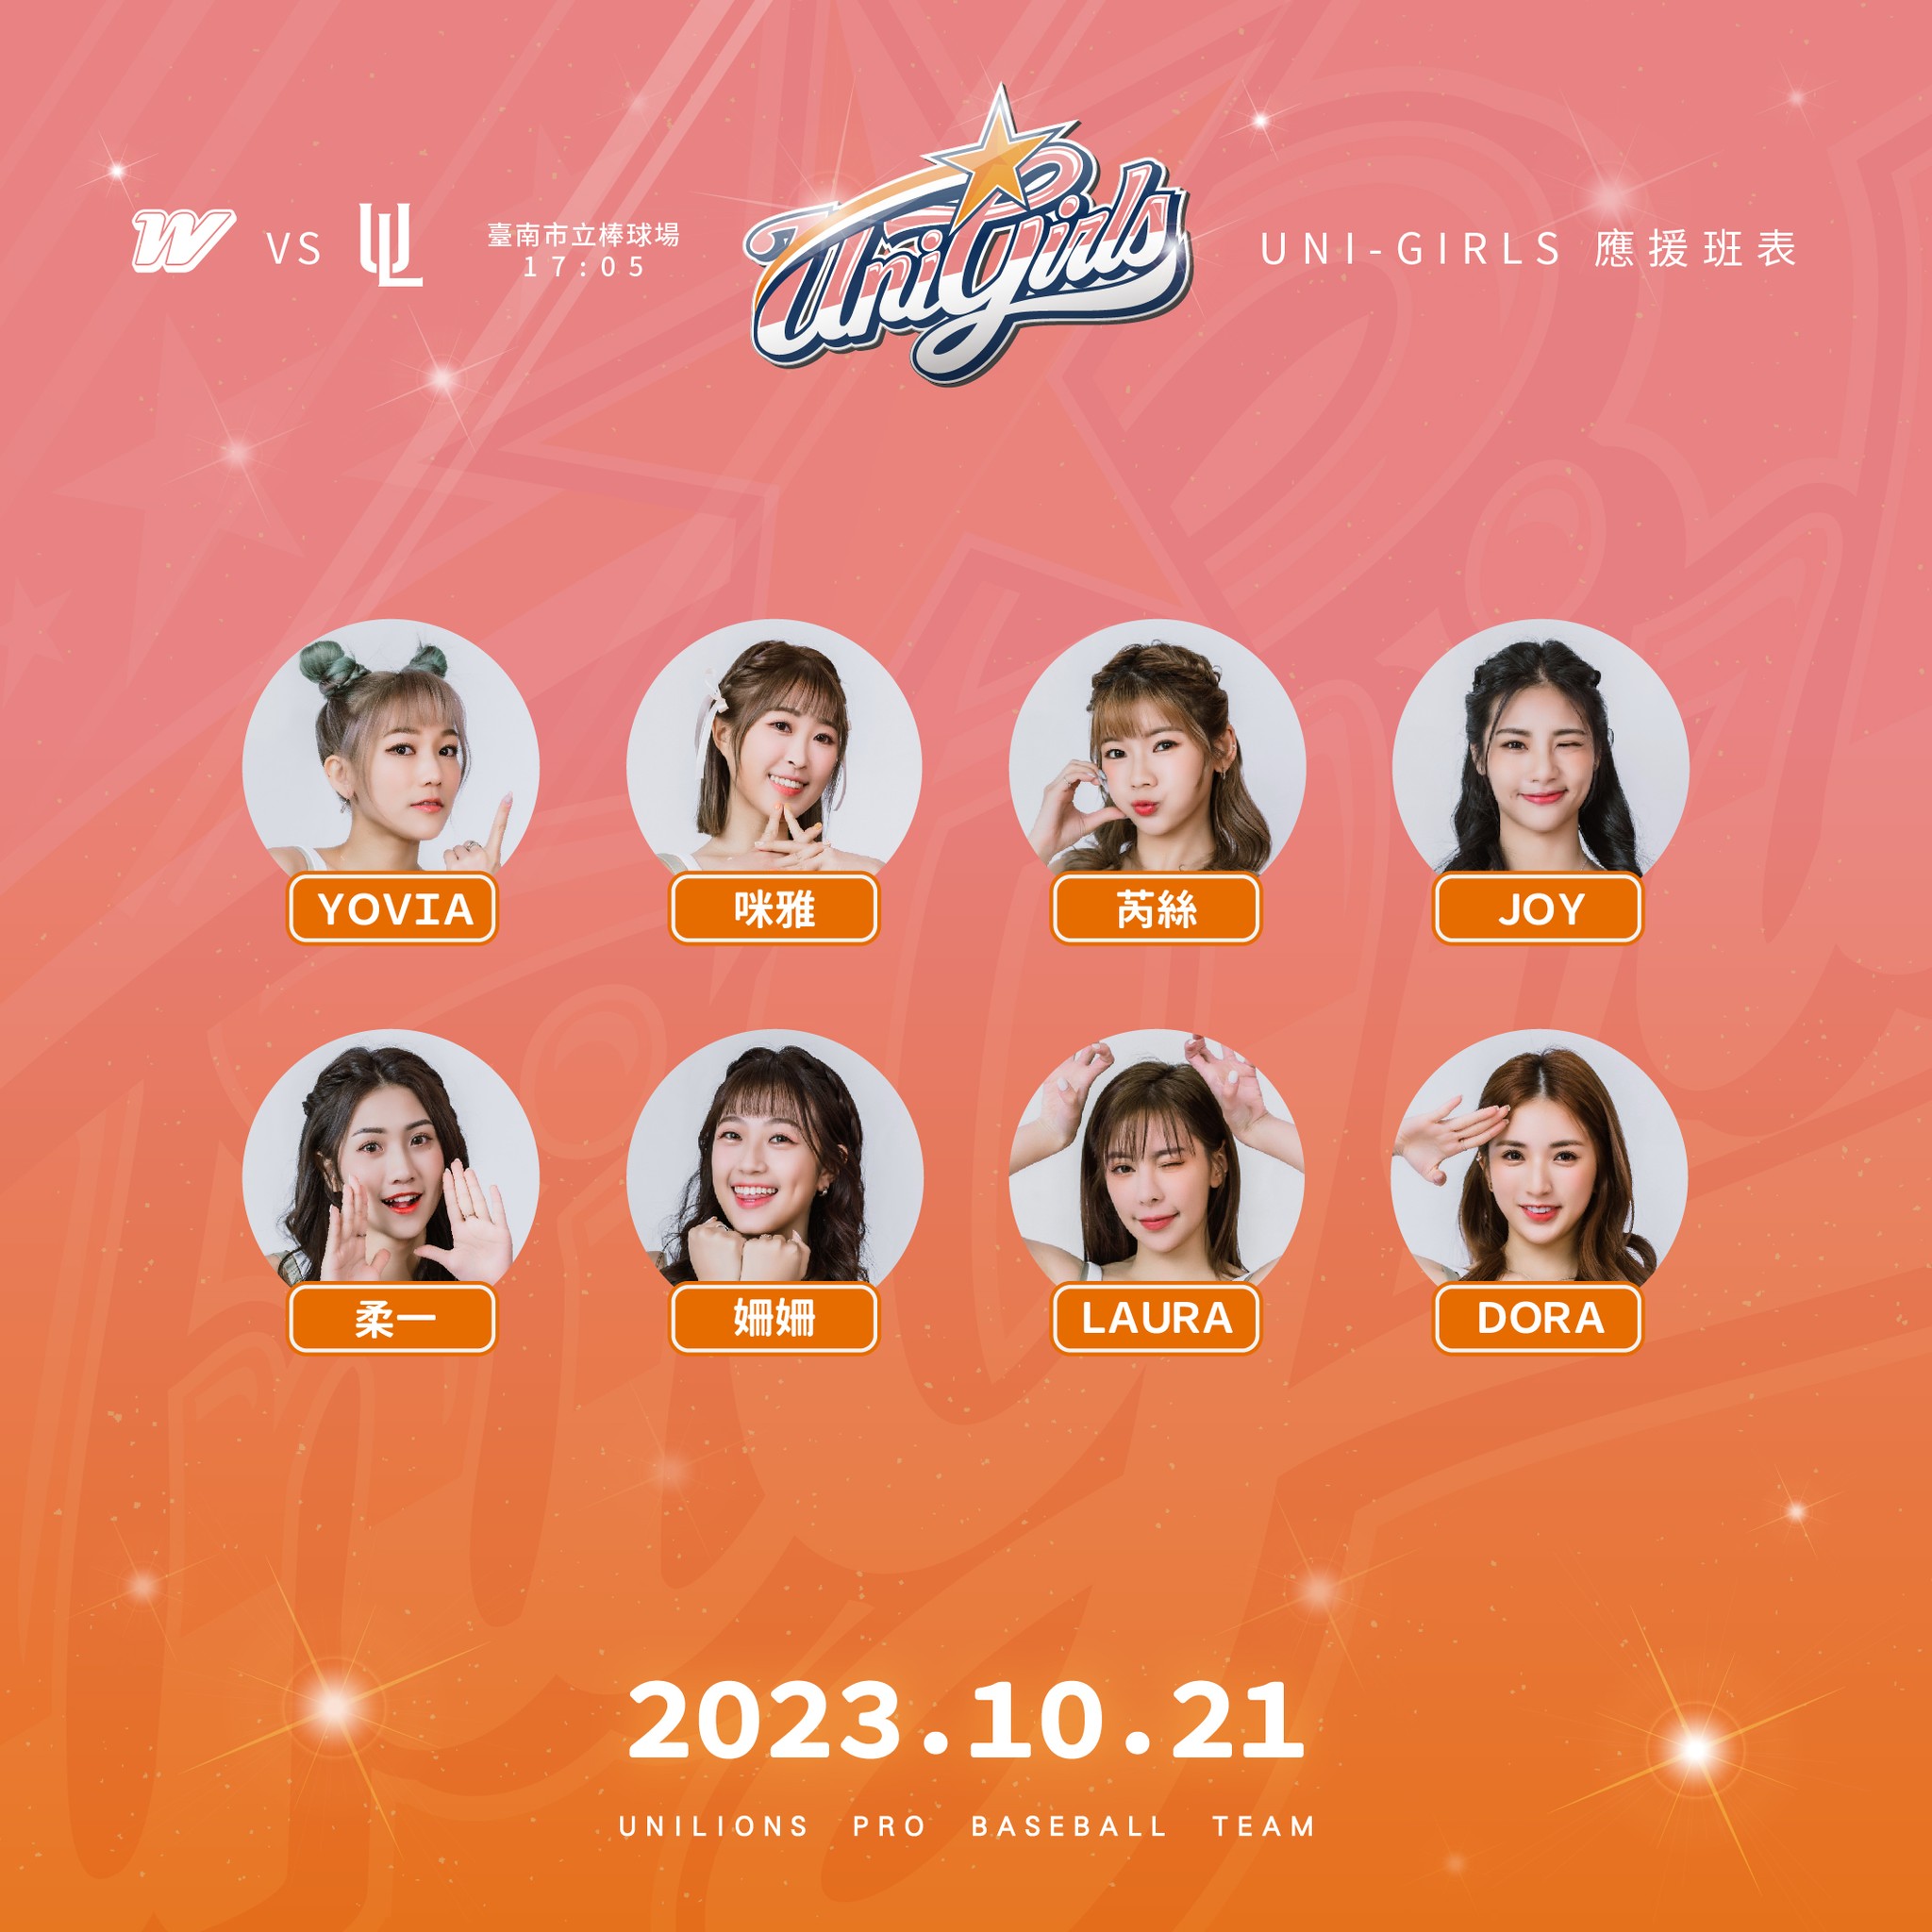 W VS UL
臺南市立棒球場
17:05
UniGirls
UNI-GIRLS 應援班表
YOVIA
咪雅
芮絲
JOY
柔一
姍姍
LAURA
DORA
2023.10.21
UNILIONS PRO BASEBALL TEAM